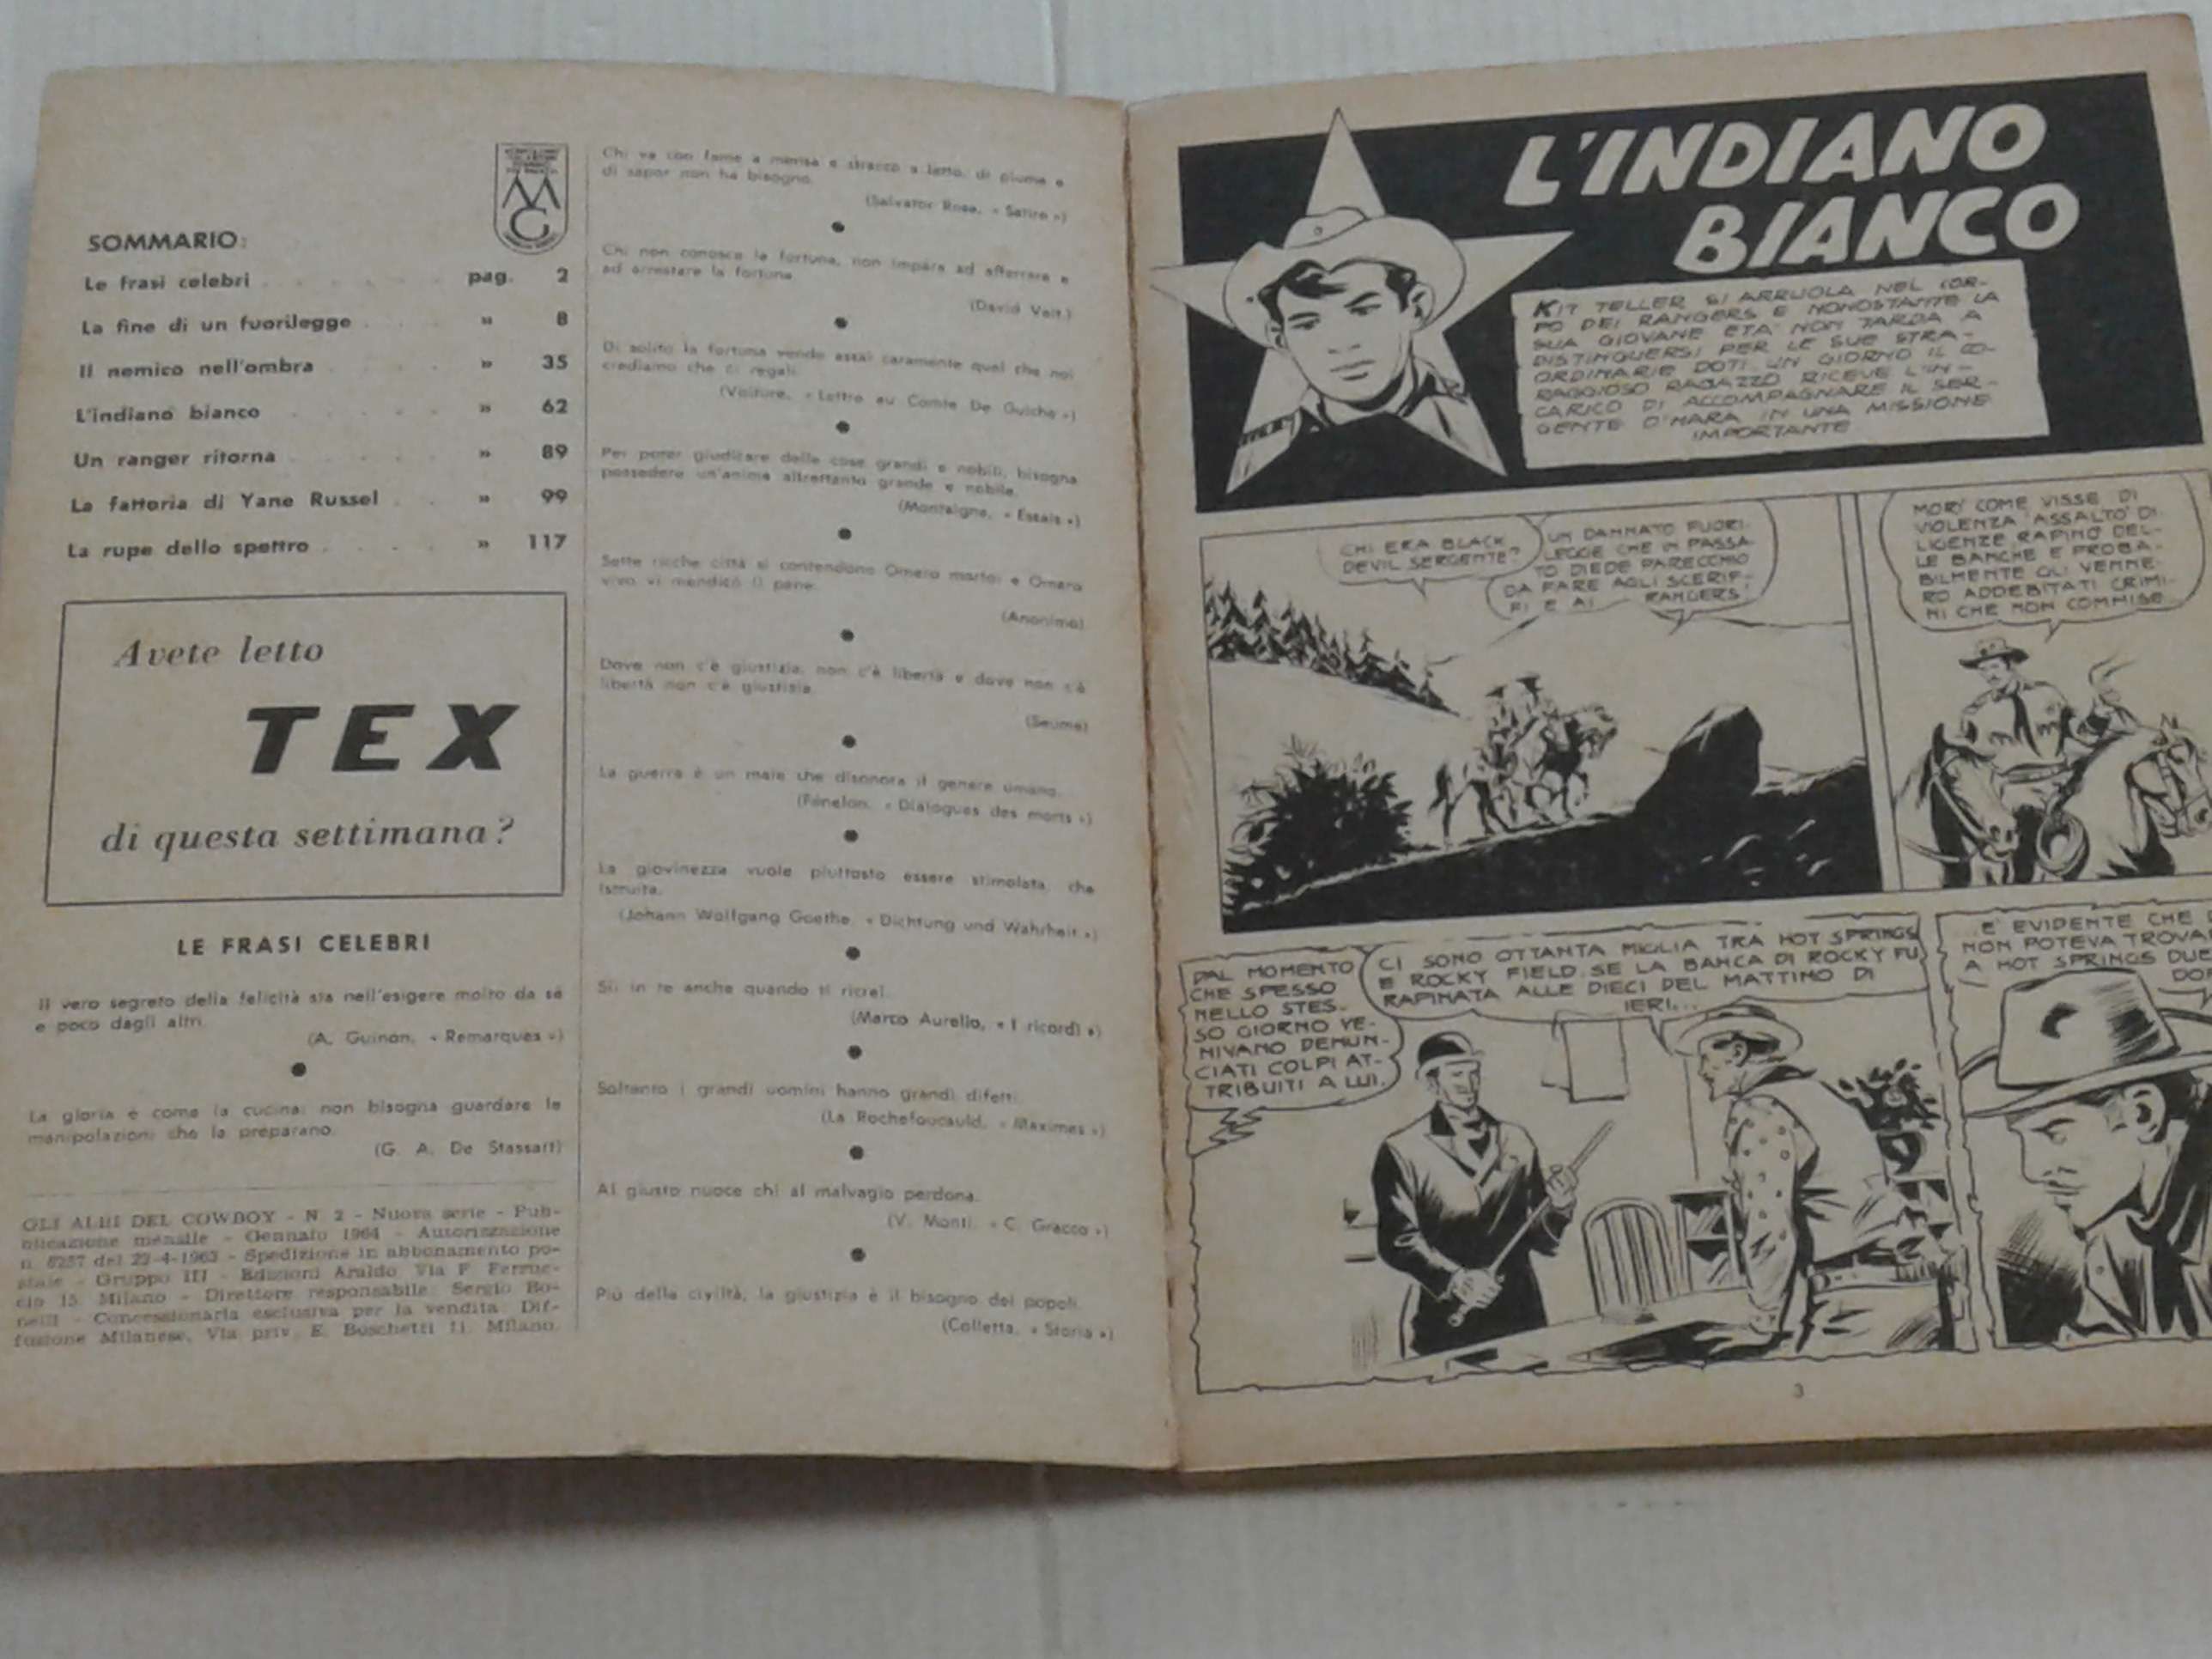 SOMMARIO:
Le frasi celebri . . . . . . pag. 2
La fine di un fuorilegge . . . . » 8
Il nemico nell'ombra . . . . » 35
L'indiano bianco . . . . . » 62
Un ranger ritorna . . . . . » 89
La fattoria di Yane Russel . . » 99
La rupe dello spettro . . . . » 117
MG
Avete letto
TEX
di questa settimana?
LE FRASI CELEBRI
Il vero segreto della felicità sta nell'esigere molto da sé
e poco dagli altri.
(A. Guinon, « Remarques »)
La gloria è come la cucina: non bisogna guardare le
manipolazioni che la preparano.
(G. A. De Stassart)
GLI ALBI DEL COWBOY - N. 2 - Nuova serie - Pub-
blicazione mensile - Gennaio 1964 - Autorizzazione
n. 6257 del 22-4-1963 - Spedizione in abbonamento po-
stale - Gruppo III - Edizioni Araldo, Via F. Ferruc-
cio 15, Milano - Direttore responsabile: Sergio Bo-
nelli - Concessionaria esclusiva per la vendita: Dif-
fusione Milanese, Via priv. E. Boschetti 11, Milano.
Chi va con fame a mensa e stracco a letto, di piume e
di sapor non ha bisogno.
(Salvator Rosa, « Satire »)
Chi non conosce la fortuna, non impara ad afferrare e
ad arrestare la fortuna.
(David Veit.)
Di solito la fortuna vende assai caramente quel che noi
crediamo che ci regali.
(Voiture, « Lettre au Comte De Guiche »)
Per poter giudicare delle cose grandi e nobili, bisogna
possedere un'anima altrettanto grande e nobile.
(Montaigne, « Essais »)
Sette ricche città si contendono Omero morto; e Omero
vivo vi mendicò il pane.
(Anonimo)
Dove non c'è giustizia, non c'è libertà e dove non c'è
libertà non c'è giustizia.
(Seume)
La guerra è un male che disonora il genere umano.
(Fénelon, « Dialogues des morts »)
La giovinezza vuole piuttosto essere stimolata, che
istruita.
(Johann Wolfgang Goethe, « Dichtung und Wahrheit »)
Sii in te anche quando ti ricrei.
(Marco Aurelio, « I ricordi »)
Soltanto i grandi uomini hanno grandi difetti.
(La Rochefoucauld, « Maximes »)
Al giusto nuoce chi al malvagio perdona.
(V. Monti, « C. Gracco »)
Più della civiltà, la giustizia è il bisogno dei popoli.
(Colletta, « Storia »)
L'INDIANO
BIANCO
KIT TELLER SI ARRUOLA NEL COR-
PO DEI RANGERS E NONOSTANTE LA
SUA GIOVANE ETA' NON TARDA A
DISTINGUERSI PER LE SUE STRA-
ORDINARIE DOTI. UN GIORNO IL CO-
RAGGIOSO RAGAZZO RICEVE L'IN-
CARICO DI ACCOMPAGNARE IL SER-
GENTE O'HARA IN UNA MISSIONE
IMPORTANTE
CHI ERA BLACK
DEVIL, SERGENTE?
UN DANNATO FUORI-
LEGGE CHE IN PASSA-
TO DIEDE PARECCHIO
DA FARE AGLI SCERIF-
FI E AI RANGERS!
MORI' COME VISSE DI
VIOLENZA. ASSALTO' DI-
LIGENZE, RAPINO' DEL-
LE BANCHE E PROBA-
BILMENTE GLI VENNE-
RO ADDEBITATI CRIMI-
NI CHE NON COMMISE.
DAL MOMENTO
CHE SPESSO
NELLO STES-
SO GIORNO VE-
NIVANO DENUN-
CIATI COLPI AT-
TRIBUITI A LUI.
CI SONO OTTANTA MIGLIA TRA HOT SPRINGS
E ROCKY FIELD. SE LA BANCA DI ROCKY FU
RAPINATA ALLE DIECI DEL MATTINO DI
IERI...
E' EVIDENTE CHE
NON POTEVA TROVA
A HOT SPRINGS DUE
3